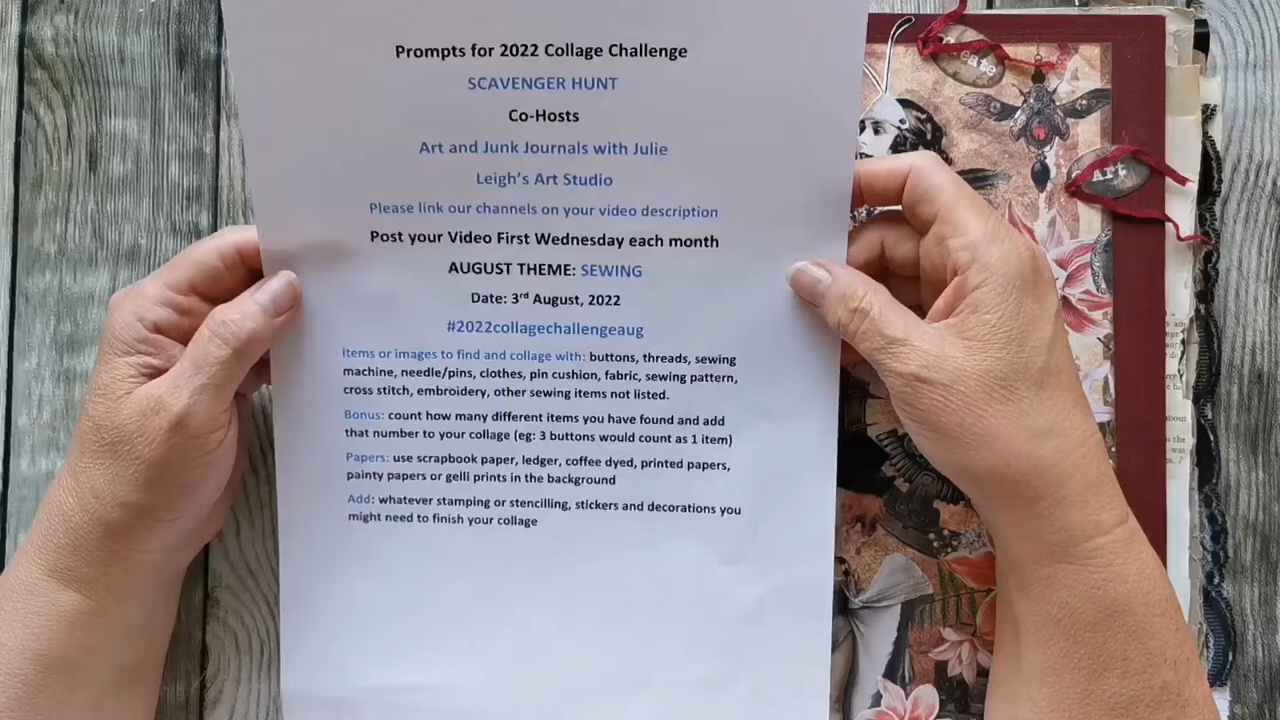 Prompts for 2022 Collage Challenge
SCAVENGER HUNT
Co-Hosts
Art and Junk Journals with Julie
Leigh's Art Studio
Please link our channels on your video description
Post your Video First Wednesday each month
AUGUST THEME: SEWING
Date: 3rd August, 2022
#2022collagechallengeaug
Items or images to find and collage with: buttons, threads, sewing
machine, needle/pins, clothes, pin cushion, fabric, sewing pattern,
cross stitch, embroidery, other sewing items not listed.
Bonus: count how many different items you have found and add
that number to your collage (eg: 3 buttons would count as 1 item)
Papers: use scrapbook paper, ledger, coffee dyed, printed papers,
painty papers or gelli prints in the background
Add: whatever stamping or stencilling, stickers and decorations you
might need to finish your collage
Create
Art